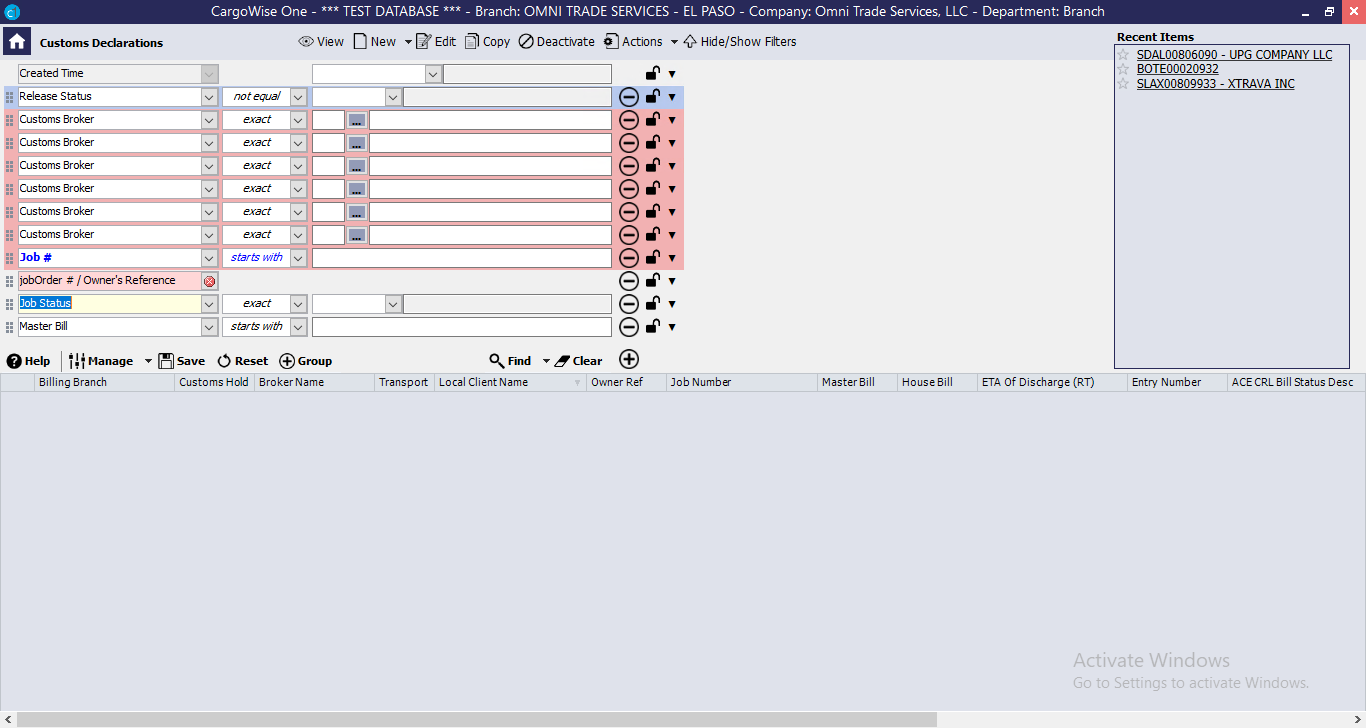 CargoWise One - *** TEST DATABASE *** - Branch: OMNI TRADE SERVICES - EL PASO - Company: Omni Trade Services, LLC - Department: Branch
Customs Declarations View New Edit Copy Deactivate Actions Hide/Show Filters
Recent Items
SDAL00806090 - UPG COMPANY LLC
BOTE00020932
SLAX00809933 - XTRAVA INC
Created Time
Release Status not equal
Customs Broker exact ...
Customs Broker exact ...
Customs Broker exact ...
Customs Broker exact ...
Customs Broker exact ...
Customs Broker exact ...
Job # starts with
jobOrder # / Owner's Reference
Job Status exact
Master Bill starts with
Help Manage Save Reset Group Find Clear
Billing Branch Customs Hold Broker Name Transport Local Client Name Owner Ref Job Number Master Bill House Bill ETA Of Discharge (RT) Entry Number ACE CRL Bill Status Desc
Activate Windows
Go to Settings to activate Windows.